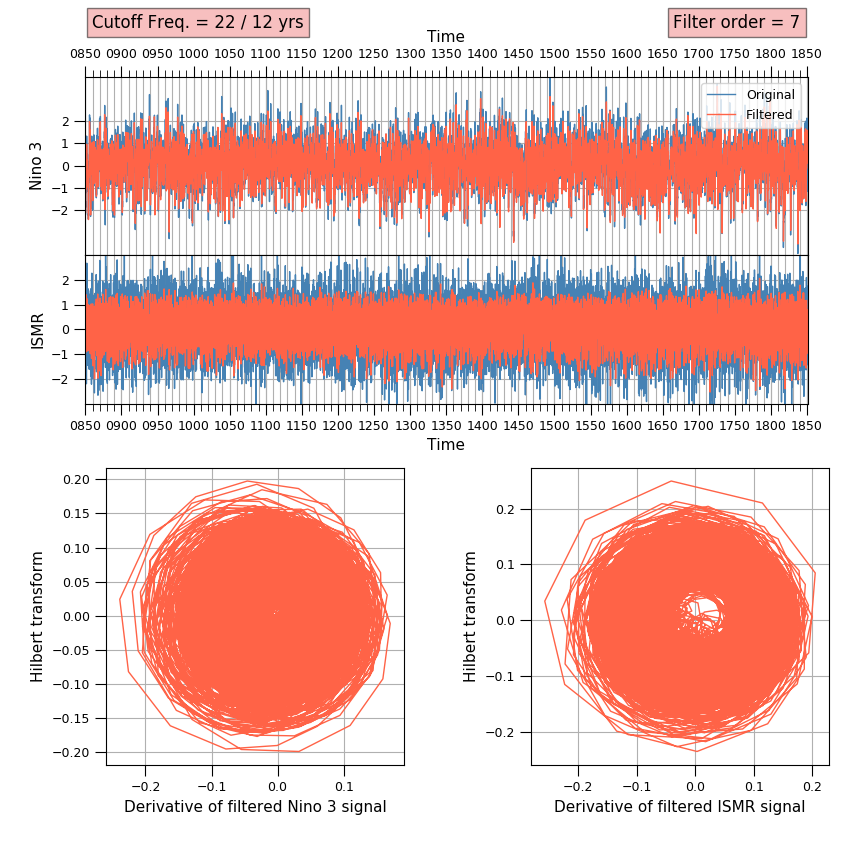 Cutoff Freq. = 22 / 12 yrs
Filter order = 7
Time
0850 0900 0950 1000 1050 1100 1150 1200 1250 1300 1350 1400 1450 1500 1550 1600 1650 1700 1750 1800 1850
Original
Filtered
Nino 3
2
1
0
−1
−2
ISMR
2
1
0
−1
−2
0850 0900 0950 1000 1050 1100 1150 1200 1250 1300 1350 1400 1450 1500 1550 1600 1650 1700 1750 1800 1850
Time
Hilbert transform
0.20
0.15
0.10
0.05
0.00
−0.05
−0.10
−0.15
−0.20
−0.2 −0.1 0.0 0.1
Derivative of filtered Nino 3 signal
Hilbert transform
0.2
0.1
0.0
−0.1
−0.2
−0.2 −0.1 0.0 0.1 0.2
Derivative of filtered ISMR signal